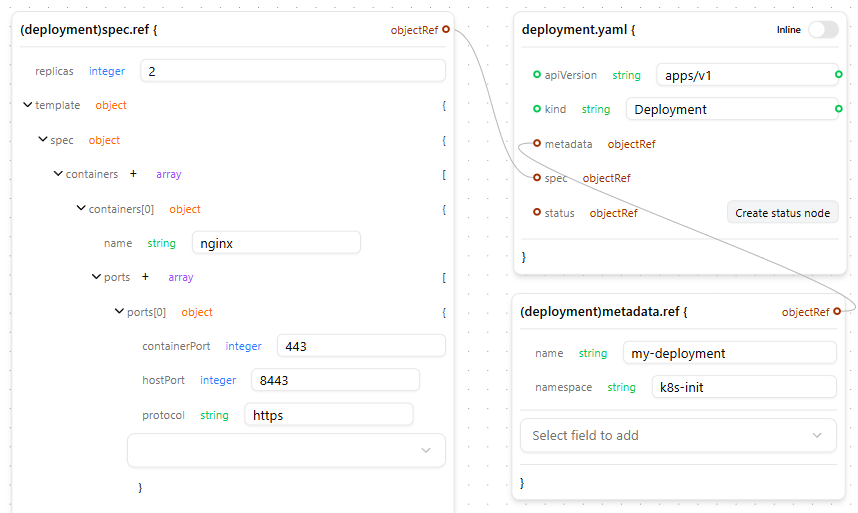 (deployment)spec.ref {
objectRef
replicas integer 2
template object {
spec object {
containers + array [
containers[0] object {
name string nginx
ports + array [
ports[0] object {
containerPort integer 443
hostPort integer 8443
protocol string https
}
deployment.yaml {
Inline
apiVersion string apps/v1
kind string Deployment
metadata objectRef
spec objectRef
status objectRef Create status node
}
(deployment)metadata.ref {
objectRef
name string my-deployment
namespace string k8s-init
Select field to add
}